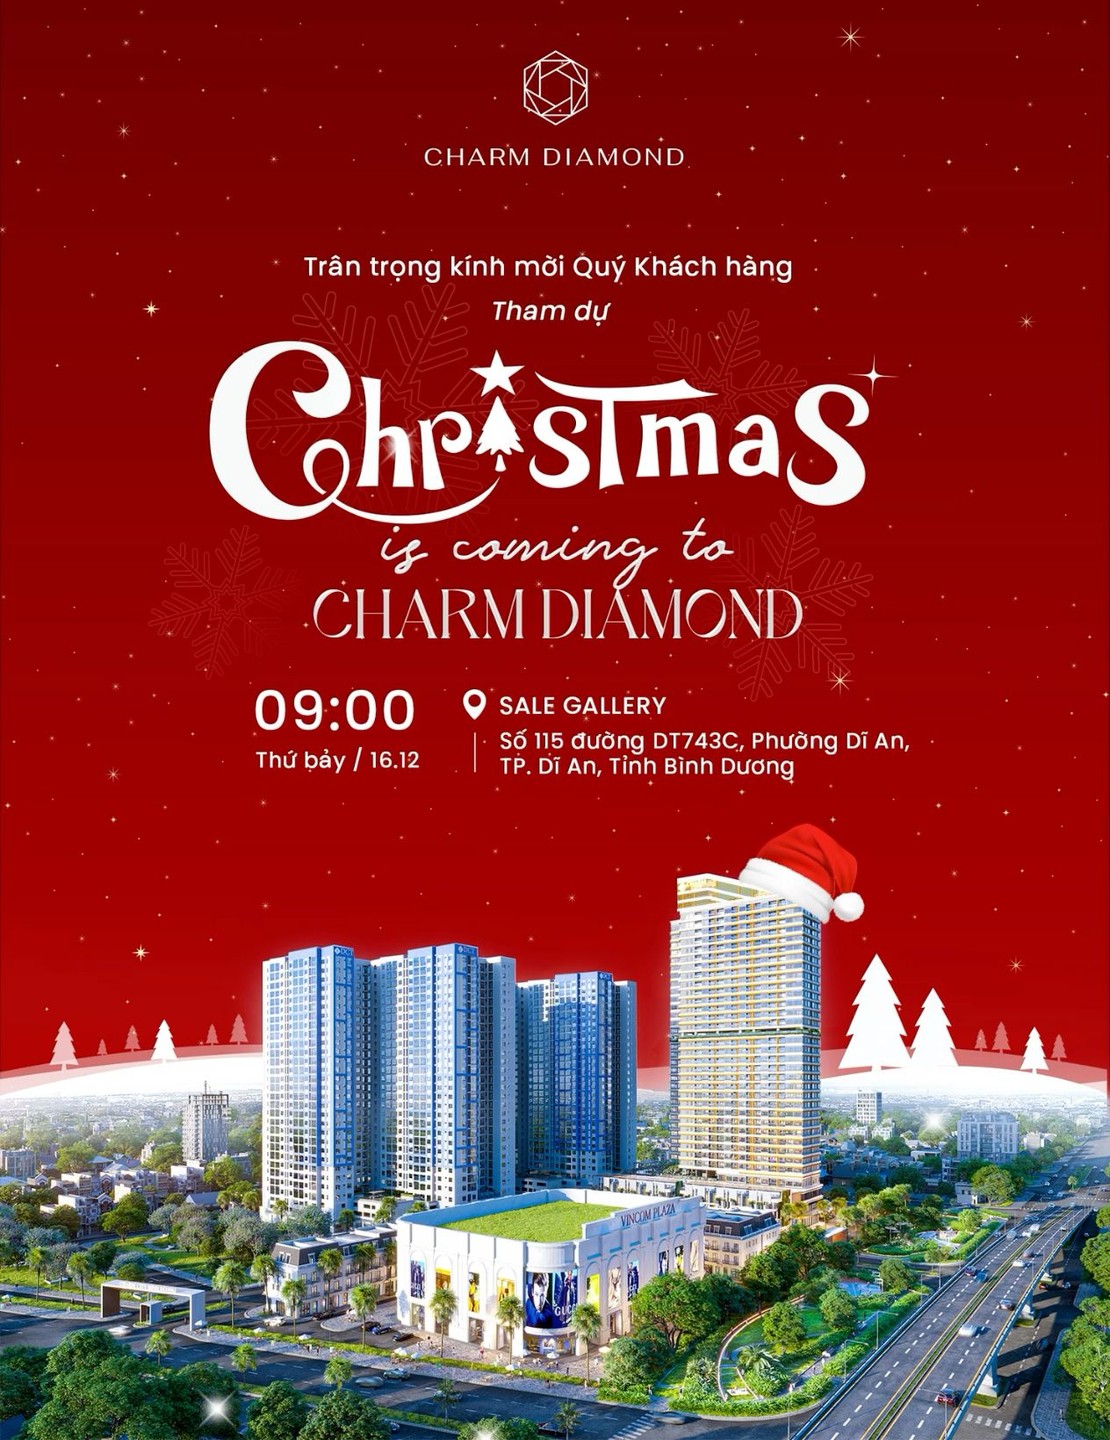 CHARM DIAMOND
Trân trọng kính mời Quý Khách hàng
Tham dự
Christmas
is coming to
CHARM DIAMOND
09:00
Thứ bảy / 16.12
SALE GALLERY
Số 115 đường DT743C, Phường Dĩ An,
TP. Dĩ An, Tỉnh Bình Dương
VINCOM PLAZA
GUCCI